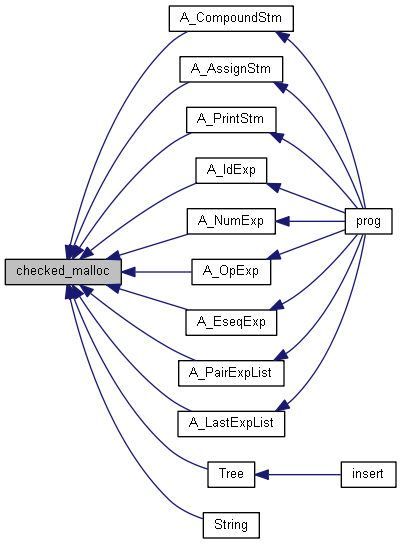 A_CompoundStm
A_AssignStm
A_PrintStm
A_IdExp
A_NumExp
prog
checked_malloc
A_OpExp
A_EseqExp
A_PairExpList
A_LastExpList
Tree
insert
String